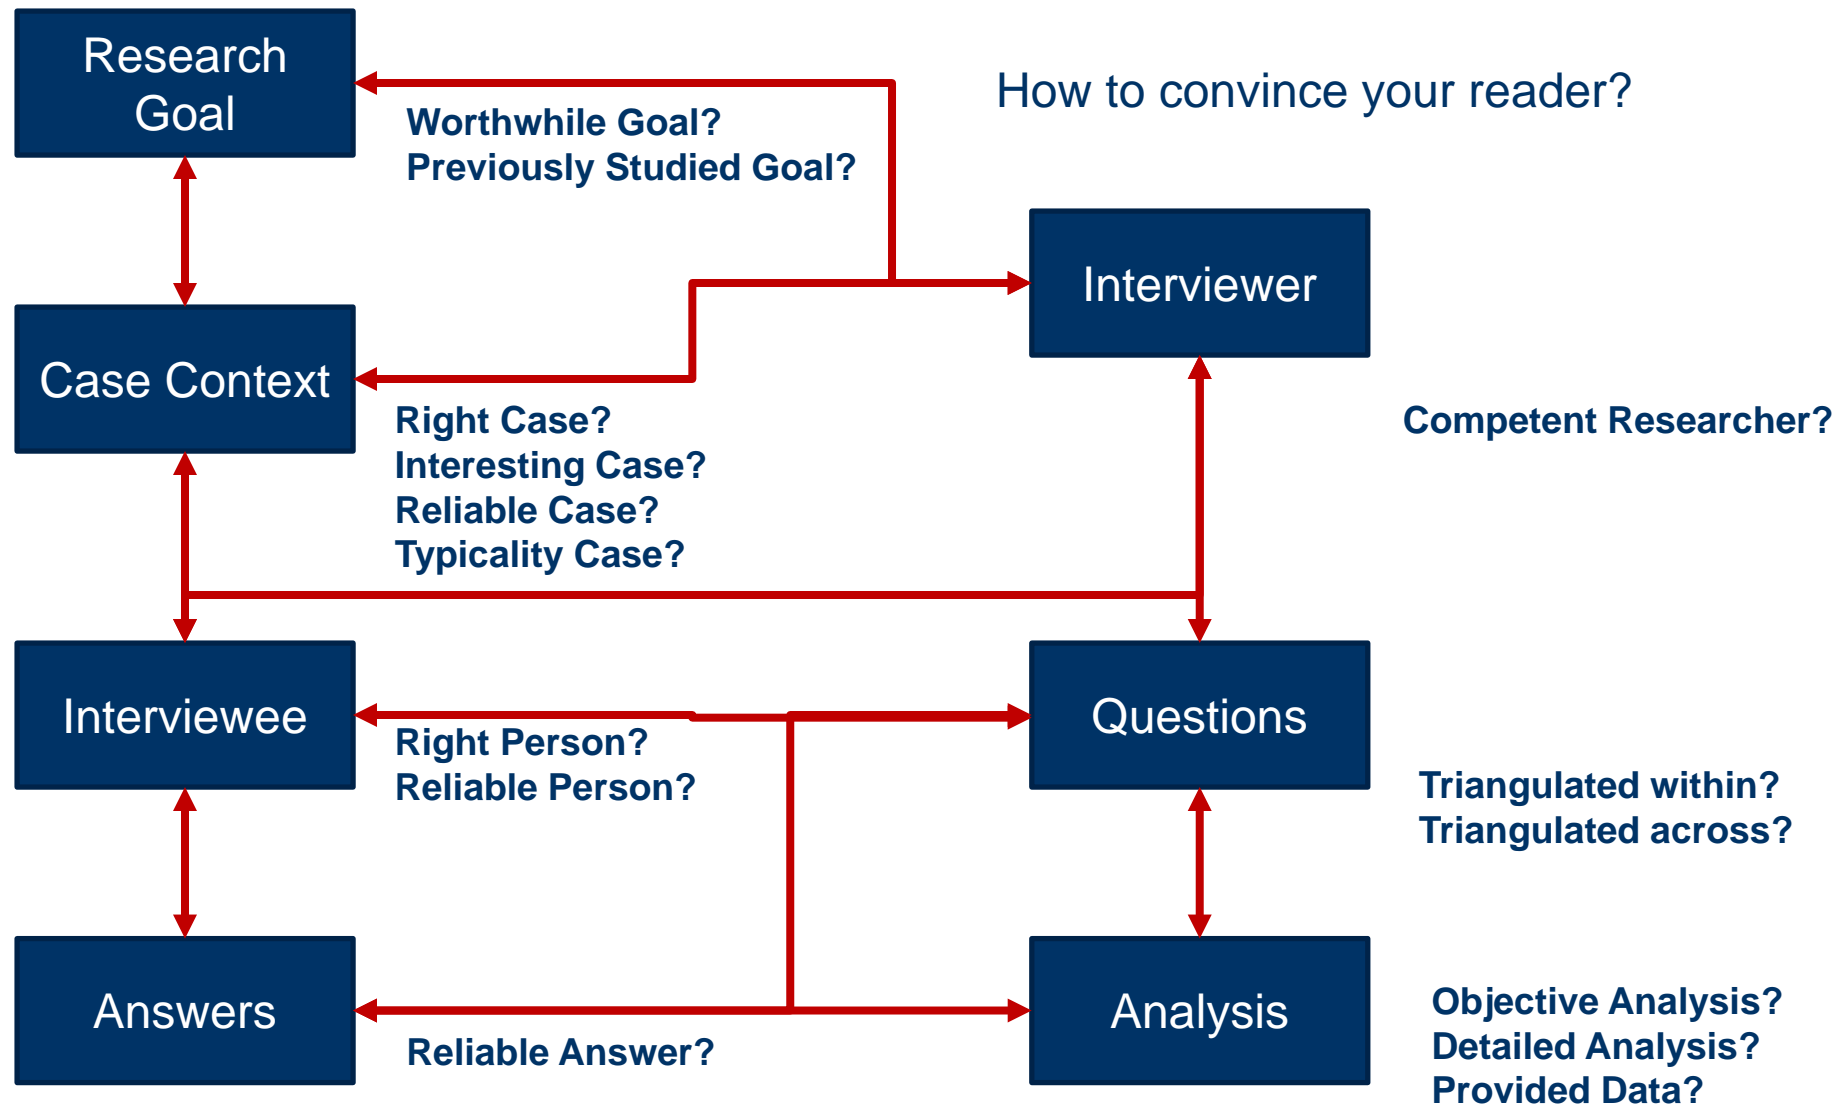 Research
Goal
How to convince your reader?
Worthwhile Goal?
Previously Studied Goal?
Interviewer
Case Context
Right Case?
Interesting Case?
Reliable Case?
Typicality Case?
Competent Researcher?
Interviewee
Questions
Right Person?
Reliable Person?
Triangulated within?
Triangulated across?
Answers
Analysis
Reliable Answer?
Objective Analysis?
Detailed Analysis?
Provided Data?